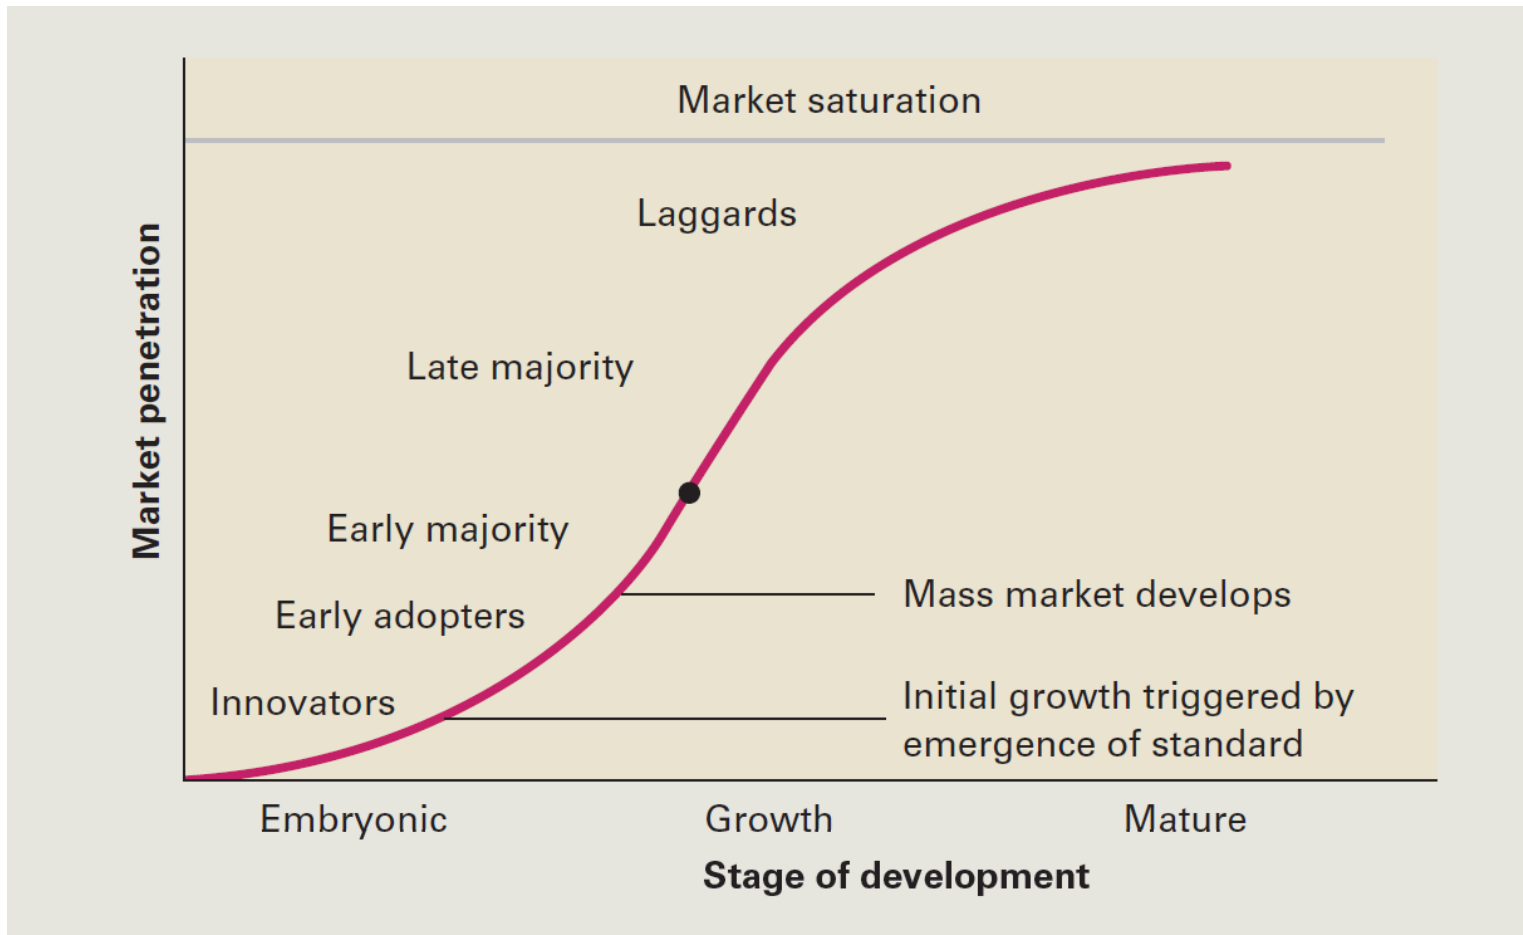 Market saturation
Laggards
Late majority
Early majority
Early adopters
Innovators
Mass market develops
Initial growth triggered by
emergence of standard
Market penetration
Embryonic
Growth
Mature
Stage of development